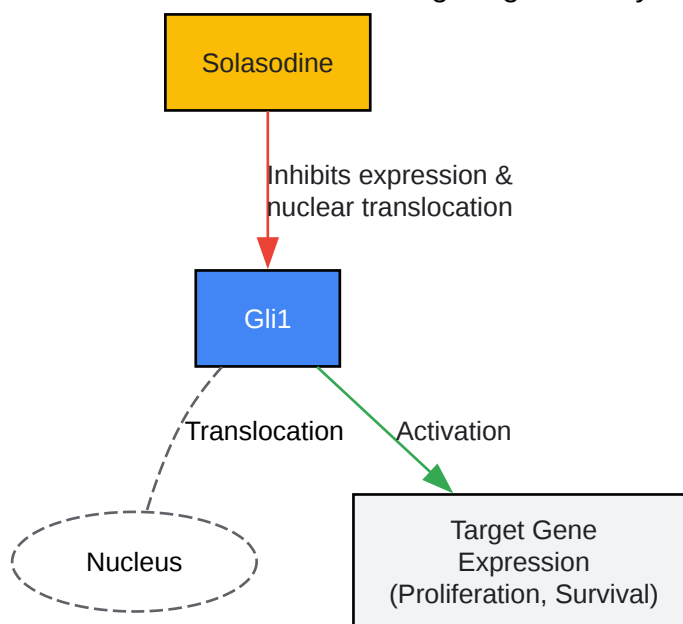 Solasodine
Inhibits expression &
nuclear translocation
Gli1
Translocation
Activation
Nucleus
Target Gene
Expression
(Proliferation, Survival)